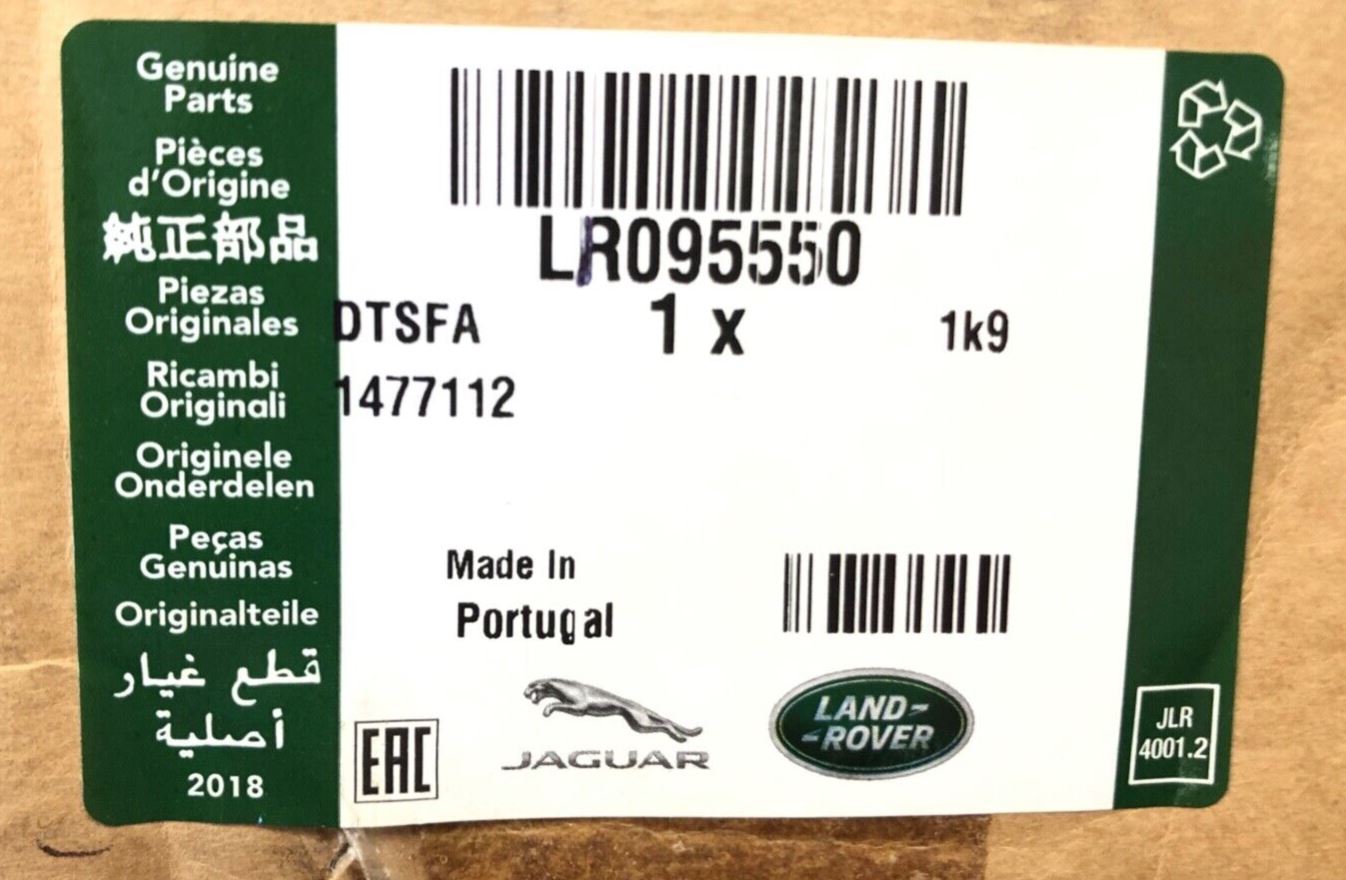 Genuine
Parts
Pièces
d'Origine
純正部品
Piezas
Originales
Ricambi
Originali
Originele
Onderdelen
Peças
Genuinas
Originalteile
قطع غيار
أصلية
2018
LR095550
DTSFA 1 x 1k9
1477112
Made In
Portugal
EAC
JAGUAR
LAND-
-ROVER
JLR
4001.2